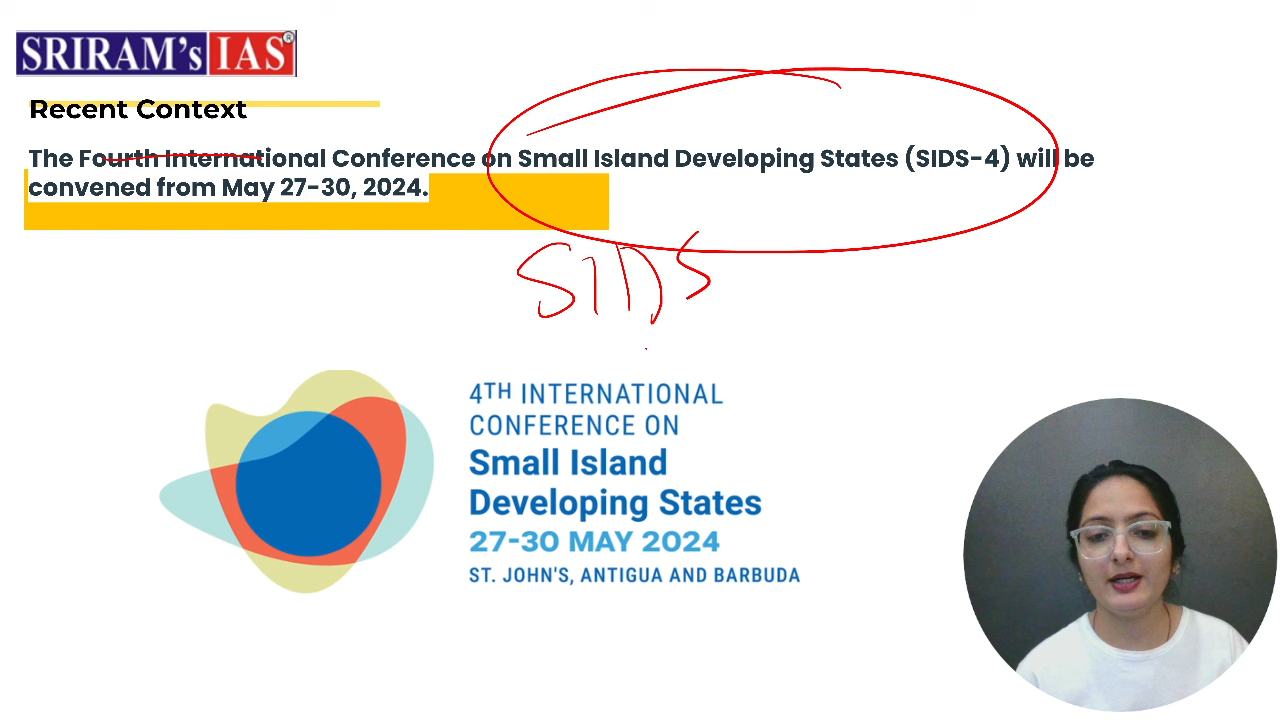 SRIRAM's IAS®
Recent Context
The Fourth International Conference on Small Island Developing States (SIDS-4) will be
convened from May 27-30, 2024.
SIDS
4TH INTERNATIONAL
CONFERENCE ON
Small Island
Developing States
27-30 MAY 2024
ST. JOHN'S, ANTIGUA AND BARBUDA